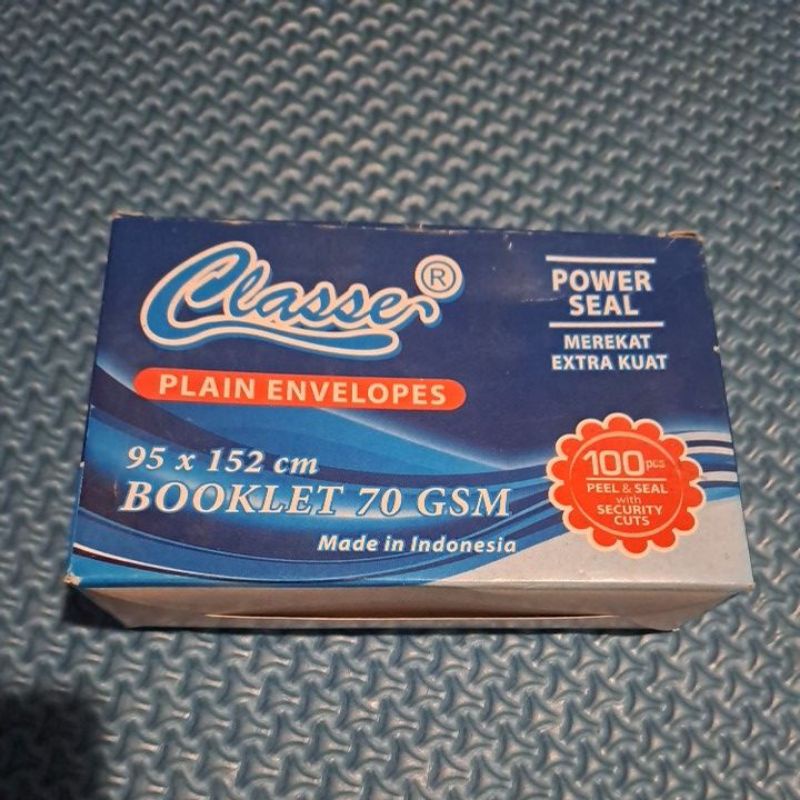 Classe®
PLAIN ENVELOPES
95 x 152 cm
BOOKLET 70 GSM
Made in Indonesia
POWER
SEAL
MEREKAT
EXTRA KUAT
100 pcs
PEEL & SEAL
with
SECURITY
CUTS